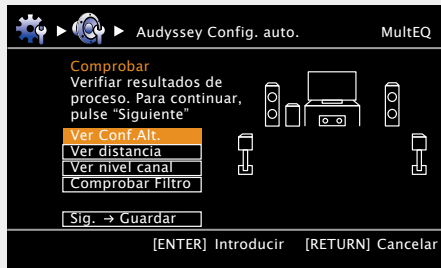 Audyssey Config. auto. MultEQ
Comprobar
Verifiar resultados de
proceso. Para continuar,
pulse “Siguiente”
Ver Conf.Alt.
Ver distancia
Ver nivel canal
Comprobar Filtro
Sig. → Guardar
[ENTER] Introducir [RETURN] Cancelar